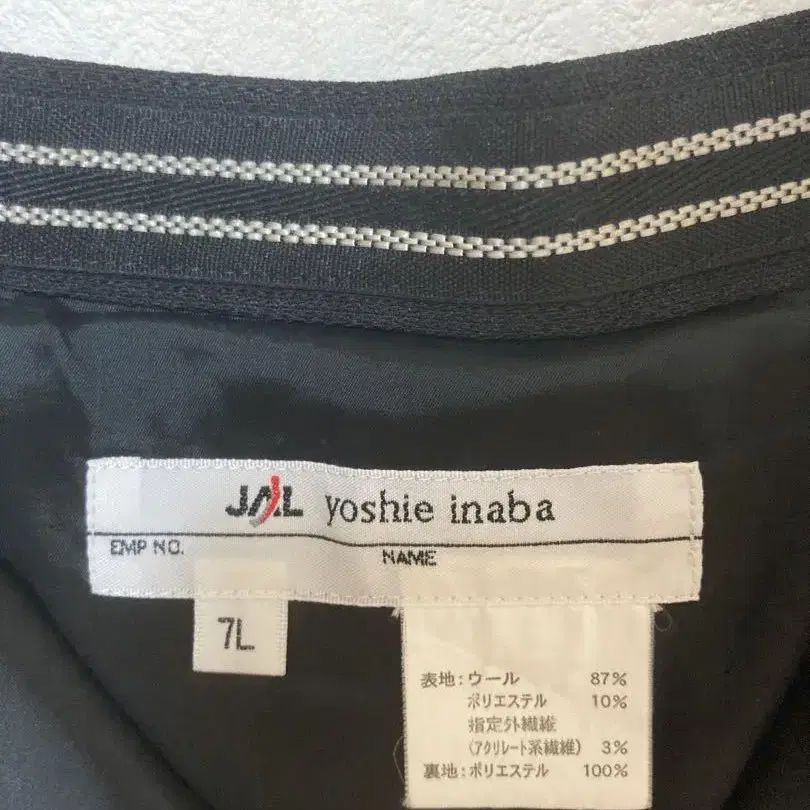 JAL yoshie inaba
EMP NO. NAME
7L
表地：ウール 87%
ポリエステル 10%
指定外繊維
（アクリレート系繊維） 3%
裏地：ポリエステル 100%